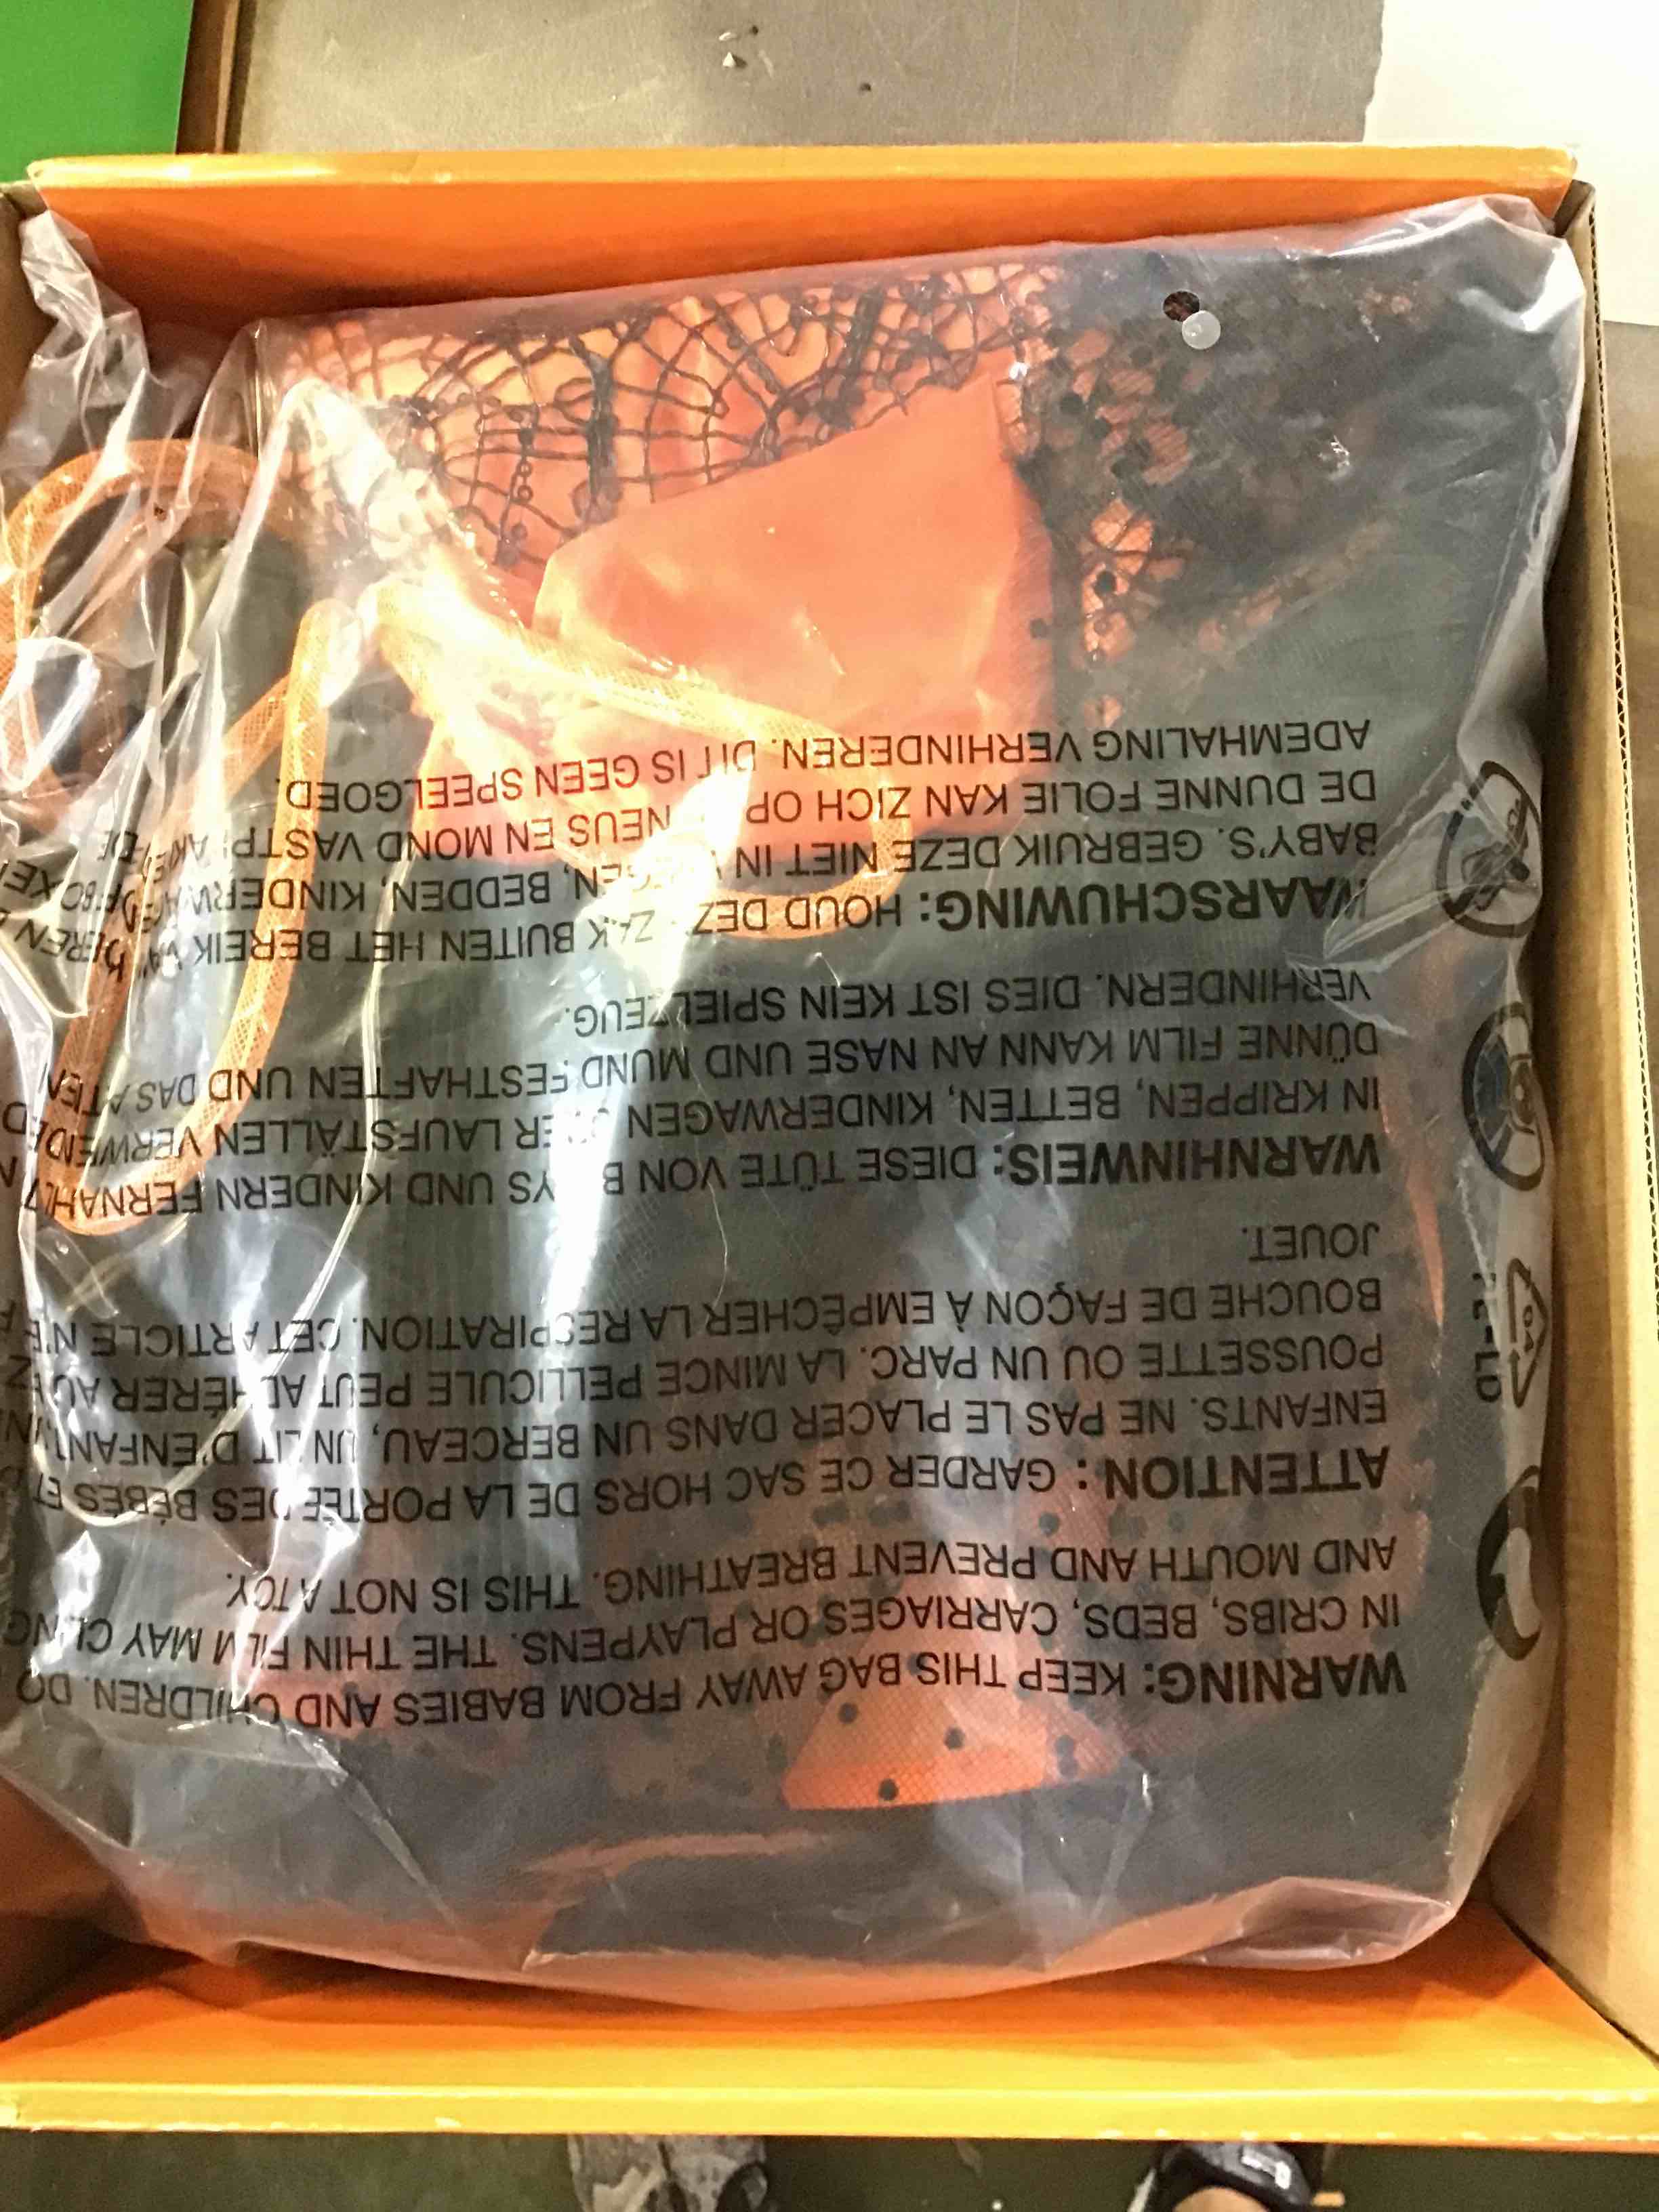 WARNING: KEEP THIS BAG AWAY FROM BABIES AND CHILDREN. DO
IN CRIBS, BEDS, CARRIAGES OR PLAYPENS. THE THIN FILM MAY CLING
AND MOUTH AND PREVENT BREATHING. THIS IS NOT A TOY.
ATTENTION : GARDER CE SAC HORS DE LA PORTÉE DES BÉBÉS ET
ENFANTS. NE PAS LE PLACER DANS UN BERCEAU, UN LIT D'ENFANT,
POUSSETTE OU UN PARC. LA MINCE PELLICULE PEUT ADHÉRER AU
BOUCHE DE FAÇON À EMPÊCHER LA RESPIRATION. CET ARTICLE
JOUET.
WARNHINWEIS: DIESE TÜTE VON BABYS UND KINDERN FERNHALTEN
IN KRIPPEN, BETTEN, KINDERWAGEN ODER LAUFSTÄLLEN
DÜNNE FILM KANN AN NASE UND MUND FESTHAFTEN UND DAS ATEN
VERHINDERN. DIES IST KEIN SPIELZEUG.
WAARSCHUWING: HOUD DEZE ZAK BUITEN HET BEREIK
BABY'S. GEBRUIK DEZE NIET IN WIEGEN, BEDDEN, KINDERWAGEN
DE DUNNE FOLIE KAN ZICH OP NEUS EN MOND
ADEMHALING VERHINDEREN. DIT IS GEEN SPEELGOED.
04